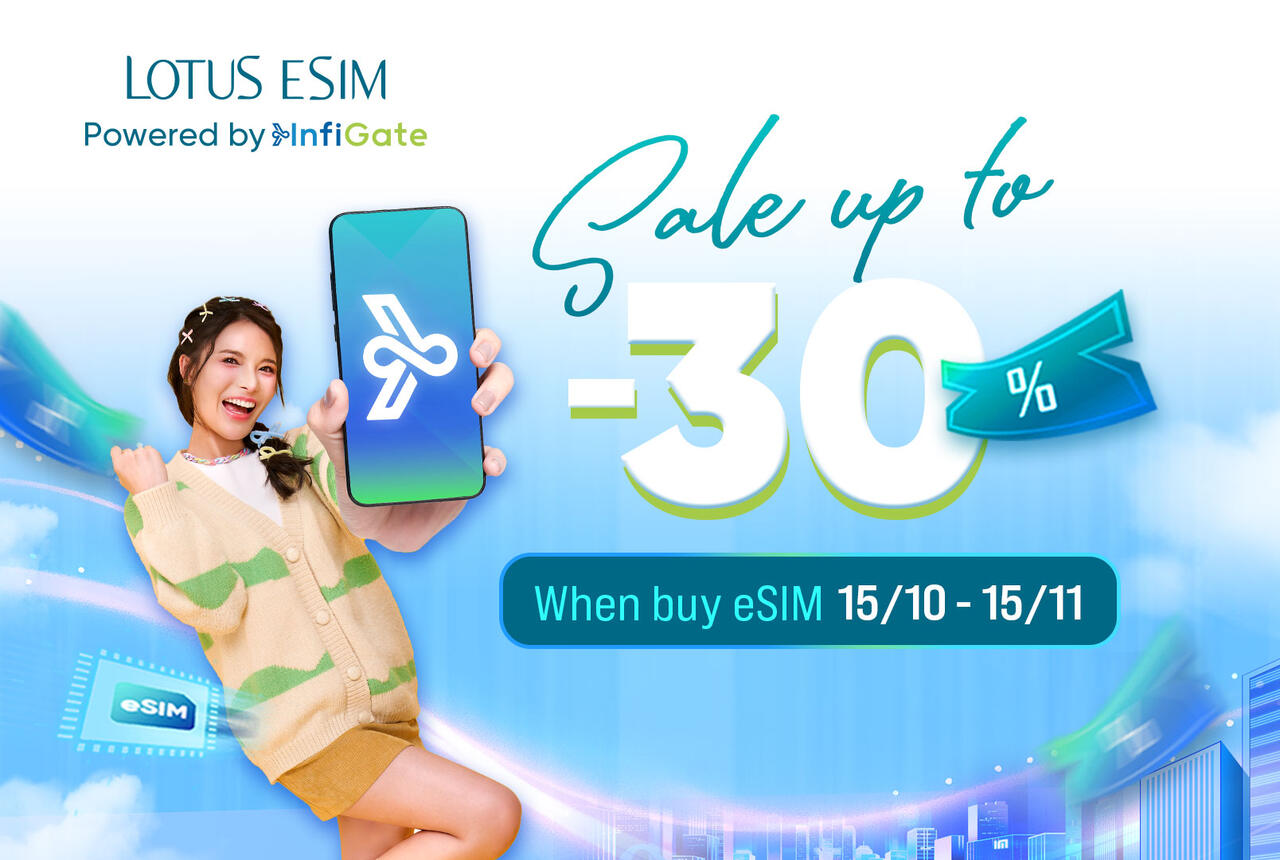 LOTUS ESIM
Powered by InfiGate
Sale up to
-30
%
When buy eSIM 15/10 - 15/11
eSIM